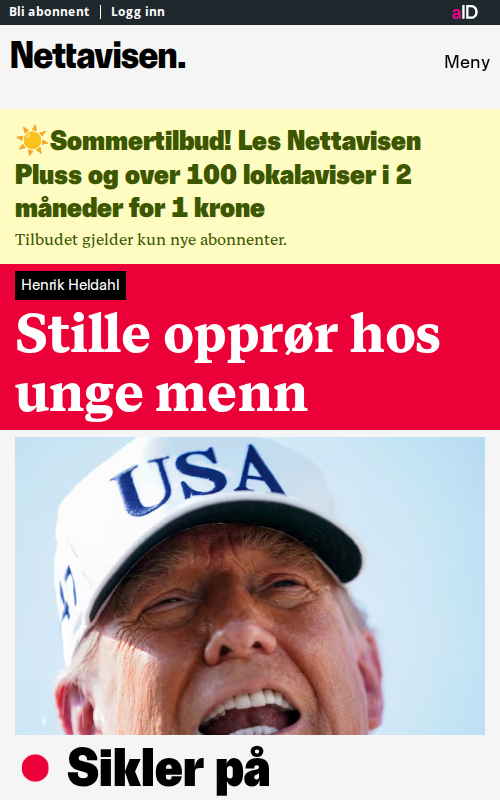 Bli abonnent | Logg inn
aID
Nettavisen.
Meny
☀️Sommertilbud! Les Nettavisen
Pluss og over 100 lokalaviser i 2
måneder for 1 krone
Tilbudet gjelder kun nye abonnenter.
Henrik Heldahl
Stille opprør hos
unge menn
USA
47
Sikler på